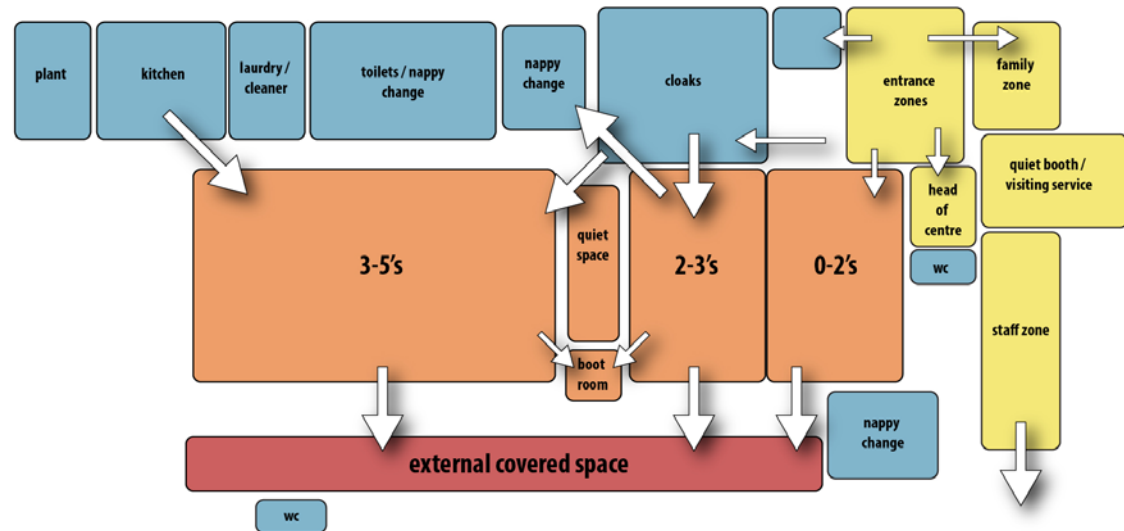 plant
kitchen
laurdry /
cleaner
toilets / nappy
change
nappy
change
cloaks
entrance
zones
family
zone
quiet booth /
visiting service
head
of
centre
wc
3-5's
quiet
space
2-3's
0-2's
staff zone
boot
room
nappy
change
external covered space
wc